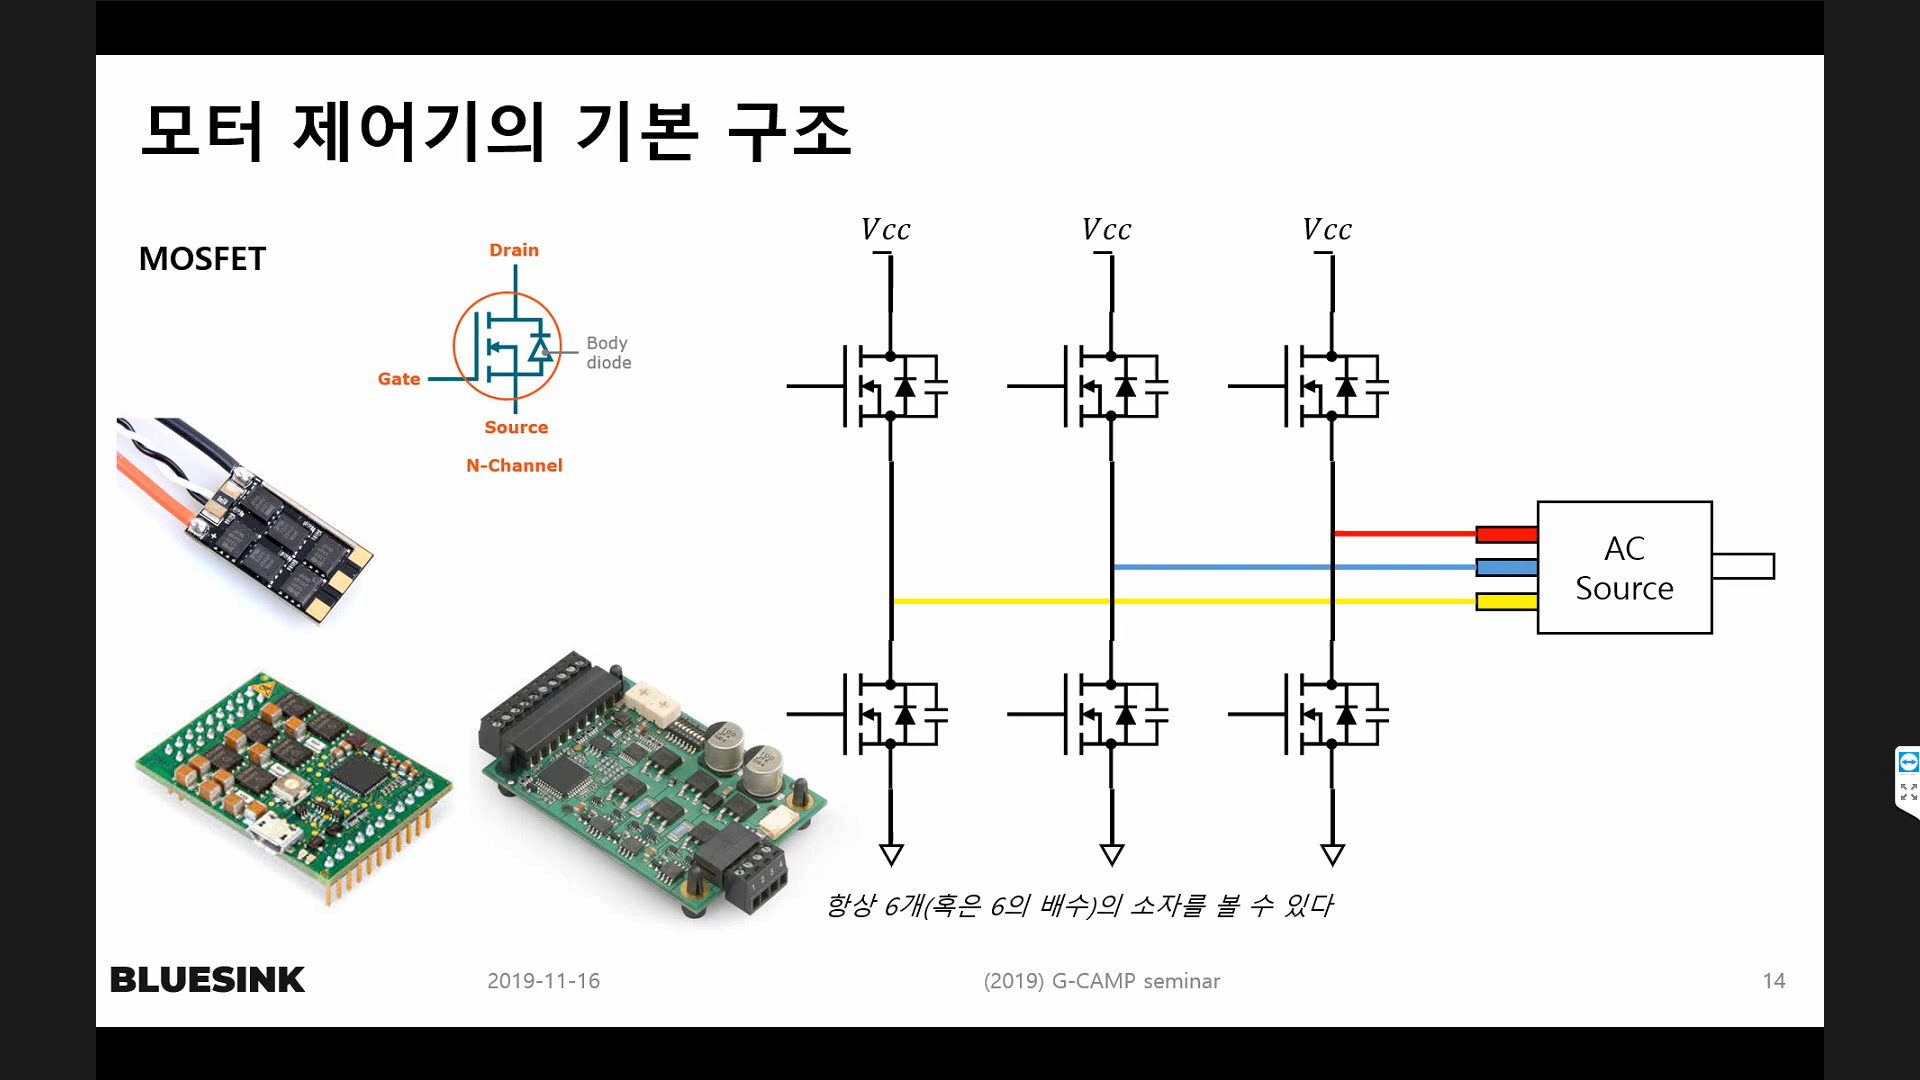 모터 제어기의 기본 구조
MOSFET
Drain
Gate
Body
diode
Source
N-Channel
Vcc
Vcc
Vcc
AC
Source
항상 6개(혹은 6의 배수)의 소자를 볼 수 있다
BLUESINK
2019-11-16
(2019) G-CAMP seminar
14